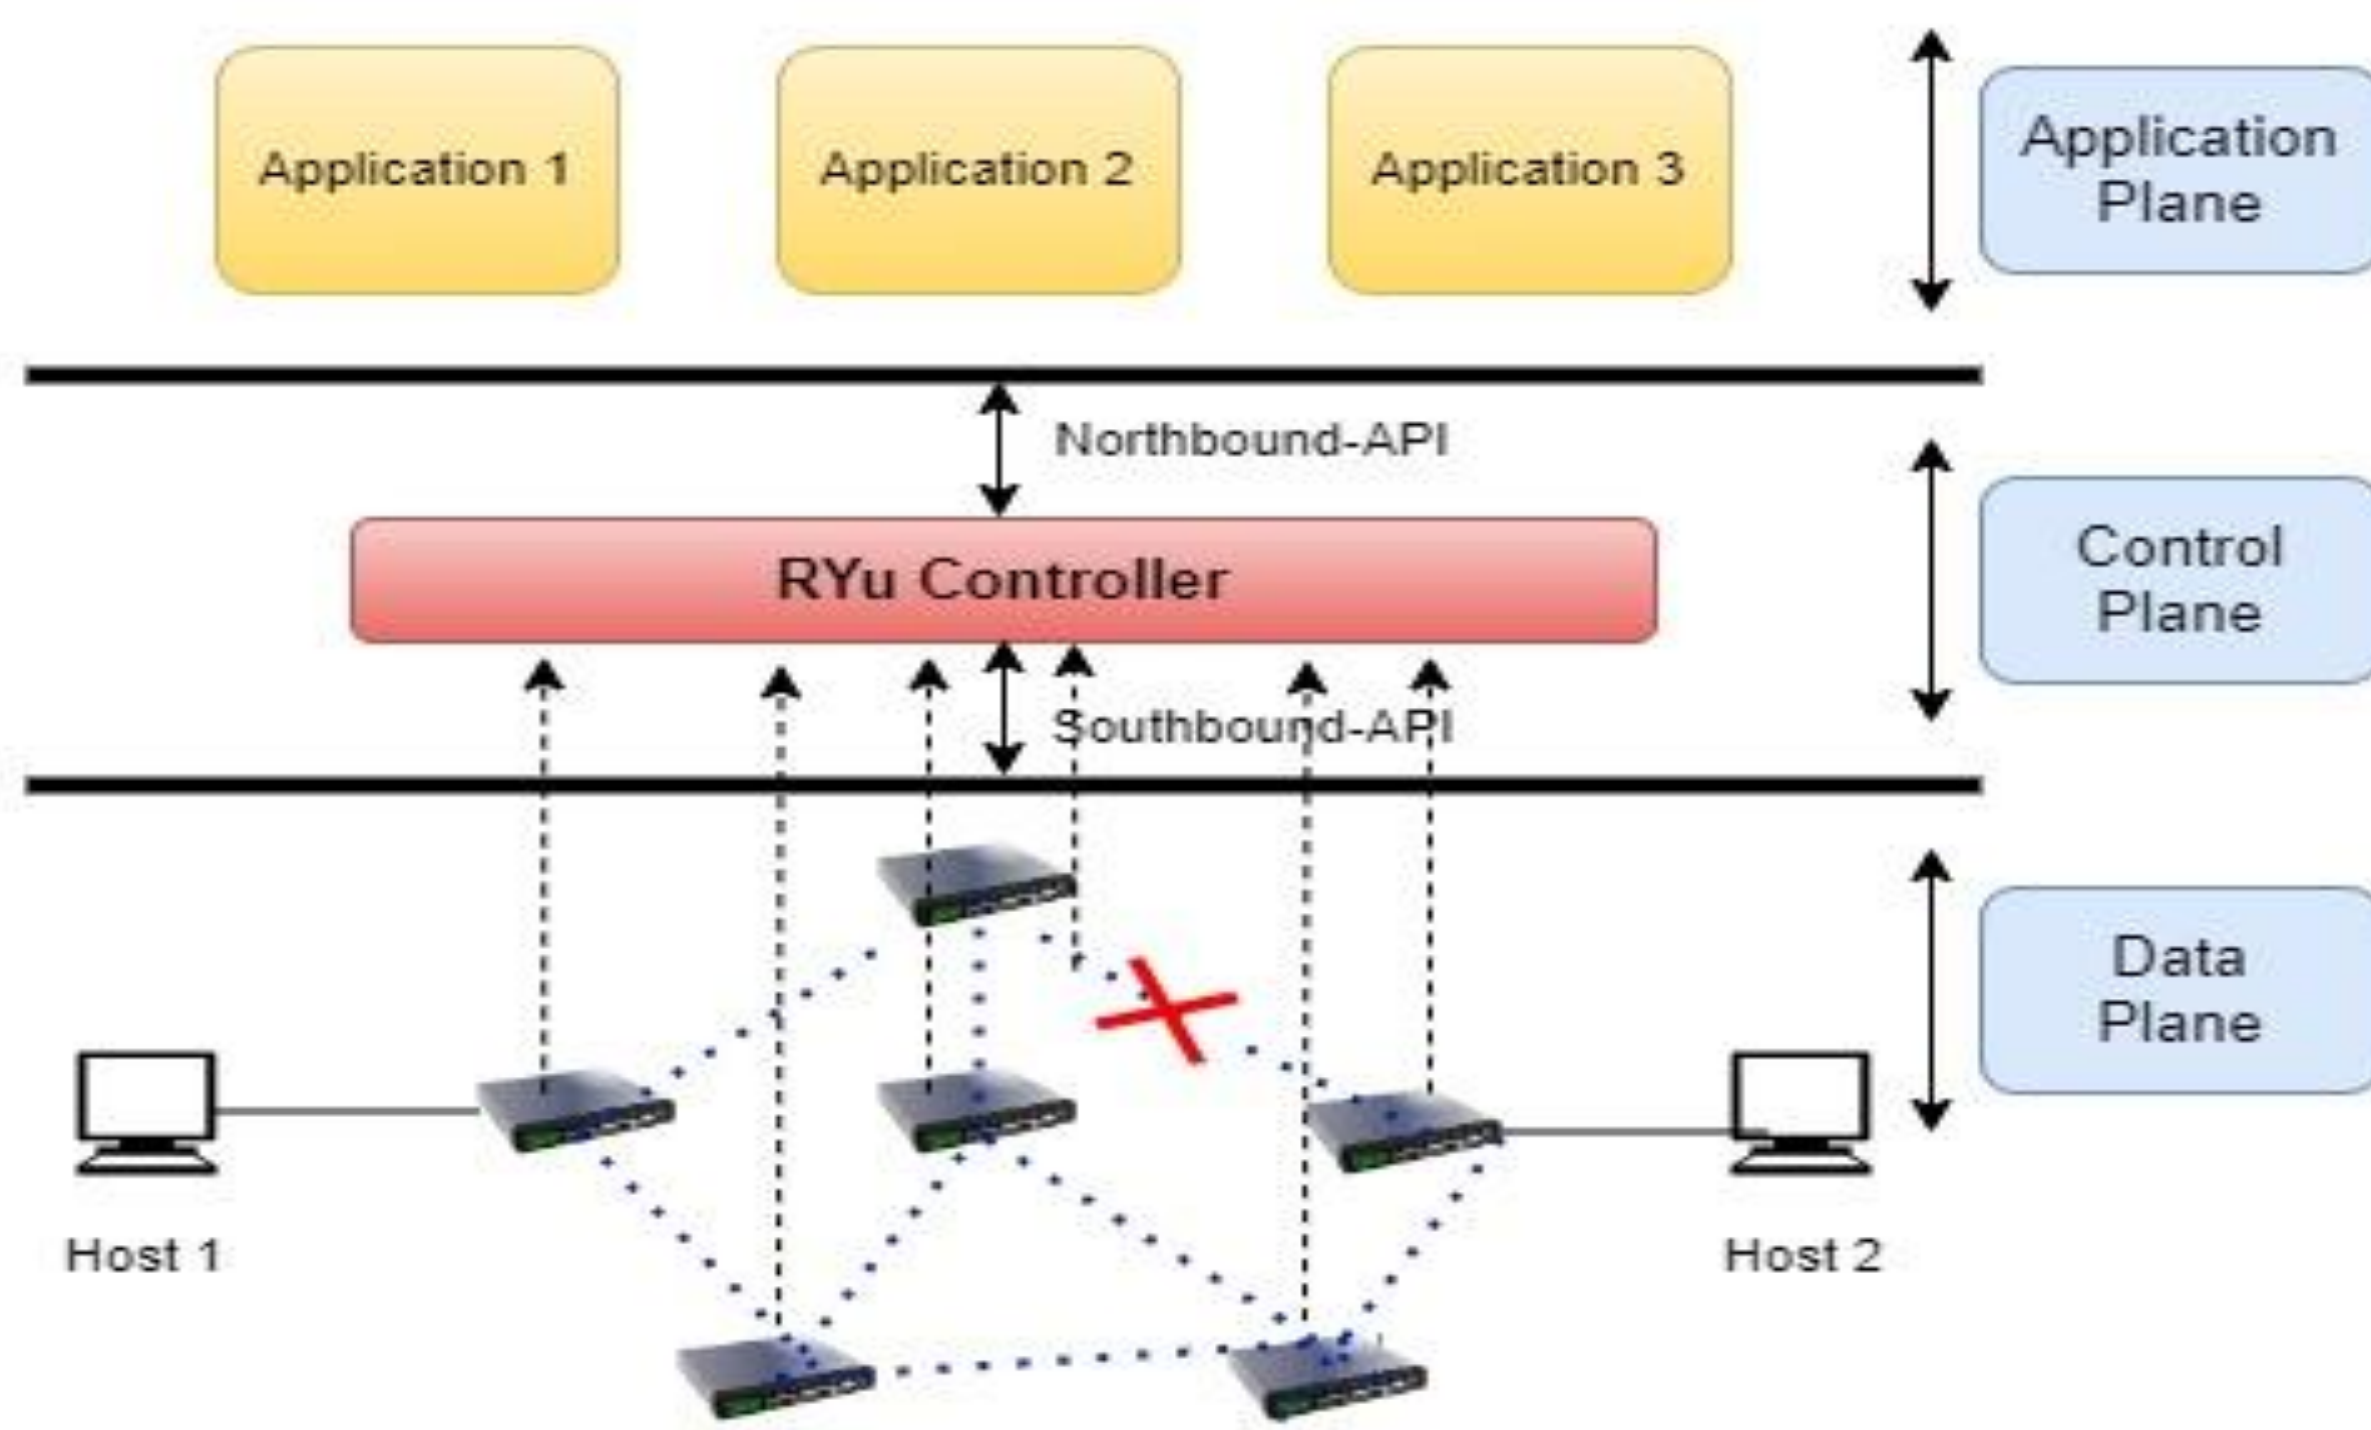 Application 1
Application 2
Application 3
Application
Plane
Northbound-API
RYu Controller
Control
Plane
Southbound-API
Data
Plane
Host 1
Host 2